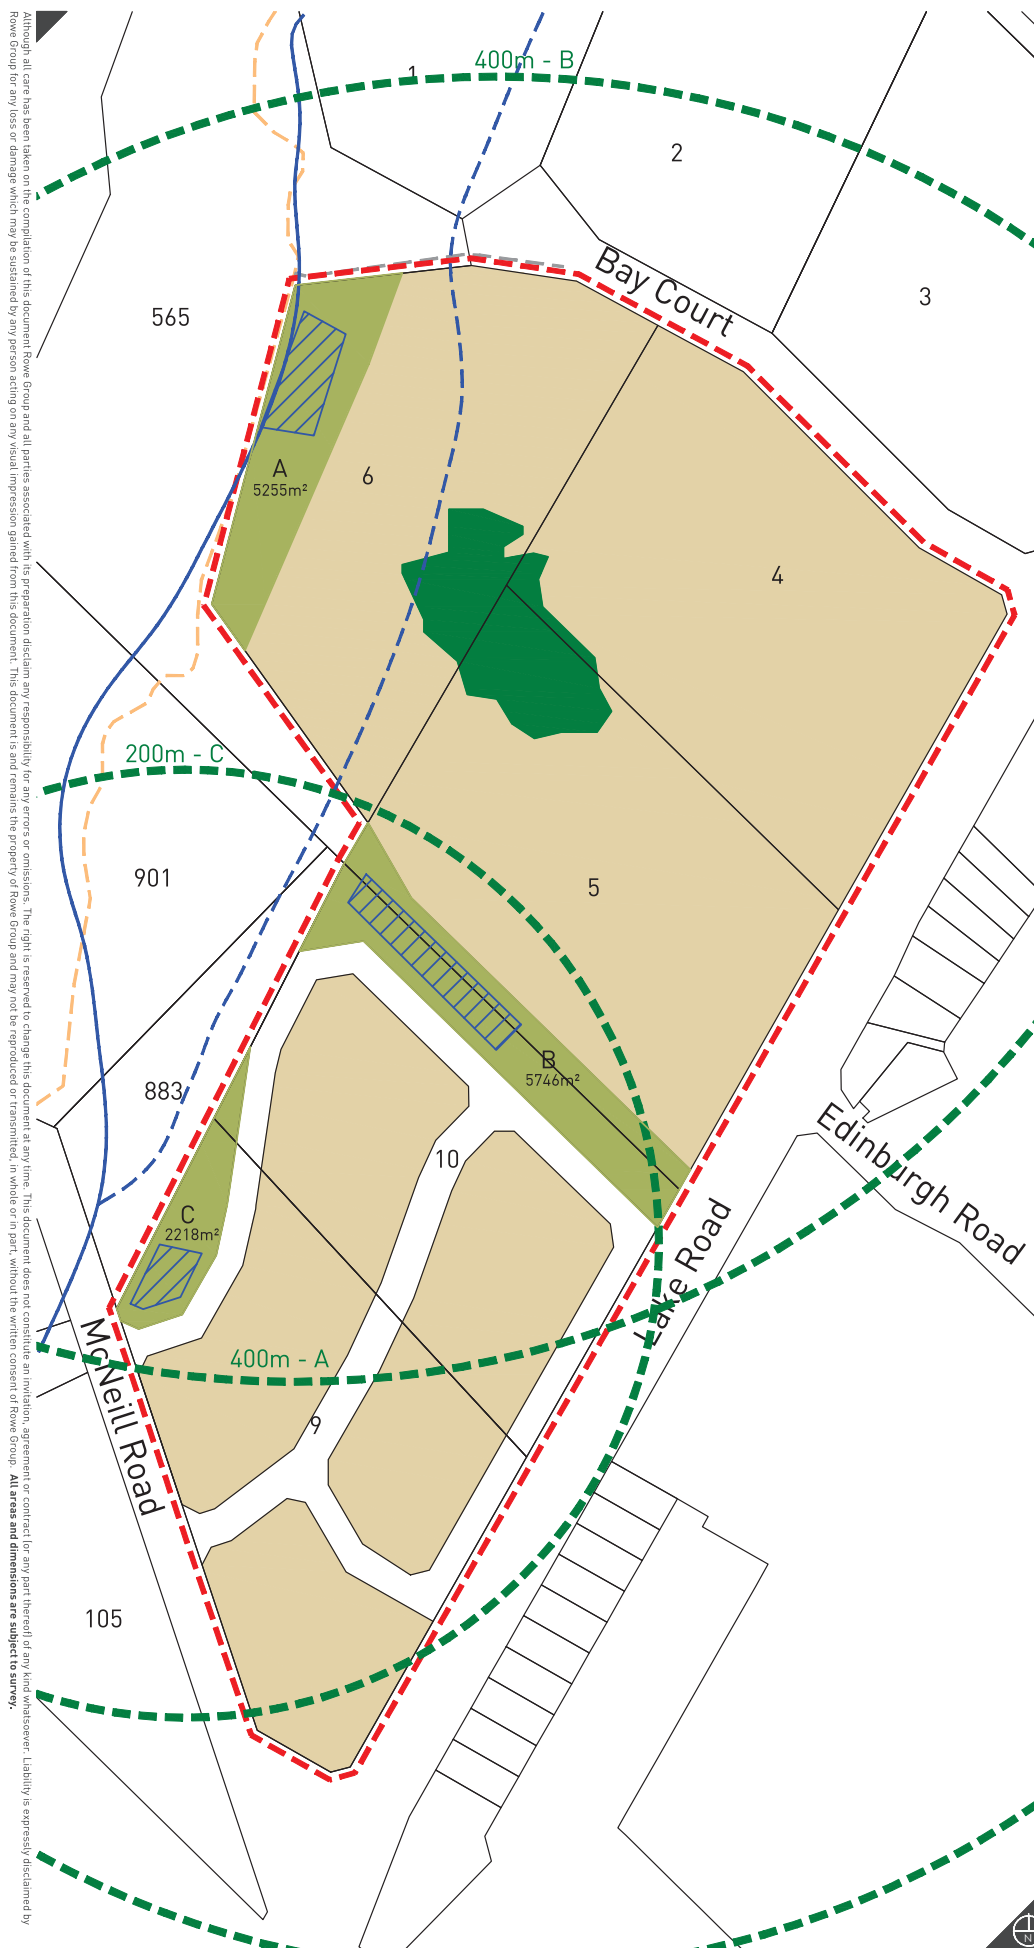 Although all care has been taken on the compilation of this document Rowe Group and all parties associated with its preparation disclaim any responsibility for any errors or omissions. The right is reserved to change this document at any time. This document does not constitute an invitation, agreement or contract (or any part thereof) of any kind whatsoever. Liability is expressly disclaimed by
Rowe Group for any loss or damage which may be sustained by any person acting on any visual impression gained from this document. This document is and remains the property of Rowe Group and may not be reproduced or transmitted, in whole or in part, without the written consent of Rowe Group. All areas and dimensions are subject to survey.
400m - B
1
2
Bay Court
3
565
A
5255m²
6
4
200m - C
901
5
B
5746m²
883
Edinburgh Road
10
C
2218m²
Lake Road
400m - A
McNeill Road
9
105
N